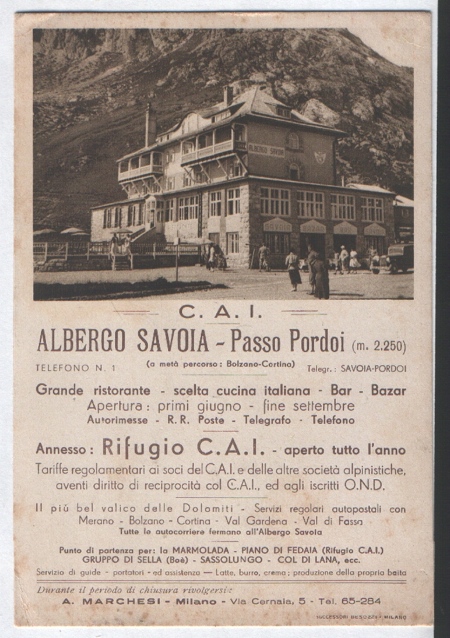 ALBERGO SAVOIA
C. A. I.
ALBERGO SAVOIA - Passo Pordoi (m. 2.250)
TELEFONO N. 1
(a metà percorso: Bolzano-Cortina)
Telegr.: SAVOIA-PORDOI
Grande ristorante - scelta cucina italiana - Bar - Bazar
Apertura: primi giugno - fine settembre
Autorimesse - R. R. Poste - Telegrafo - Telefono
Annesso: Rifugio C.A.I. - aperto tutto l'anno
Tariffe regolamentari ai soci del C.A.I. e delle altre società alpinistiche,
aventi diritto di reciprocità col C.A.I., ed agli iscritti O.N.D.
Il più bel valico delle Dolomiti - Servizi regolari autopostali con
Merano - Bolzano - Cortina - Val Gardena - Val di Fassa
Tutte le autocorriere fermano all'Albergo Savoia
Punto di partenza per: la MARMOLADA - PIANO DI FEDAIA (Rifugio C.A.I.)
GRUPPO DI SELLA (Boè) - SASSOLUNGO - COL DI LANA, ecc.
Servizio di guide - portatori - ed assistenza — Latte, burro, crema; produzione della propria baita
Durante il periodo di chiusura rivolgersi:
A. MARCHESI - Milano - Via Cernaia, 5 - Tel. 65-284
SUCCESSORI BESOZZI - MILANO